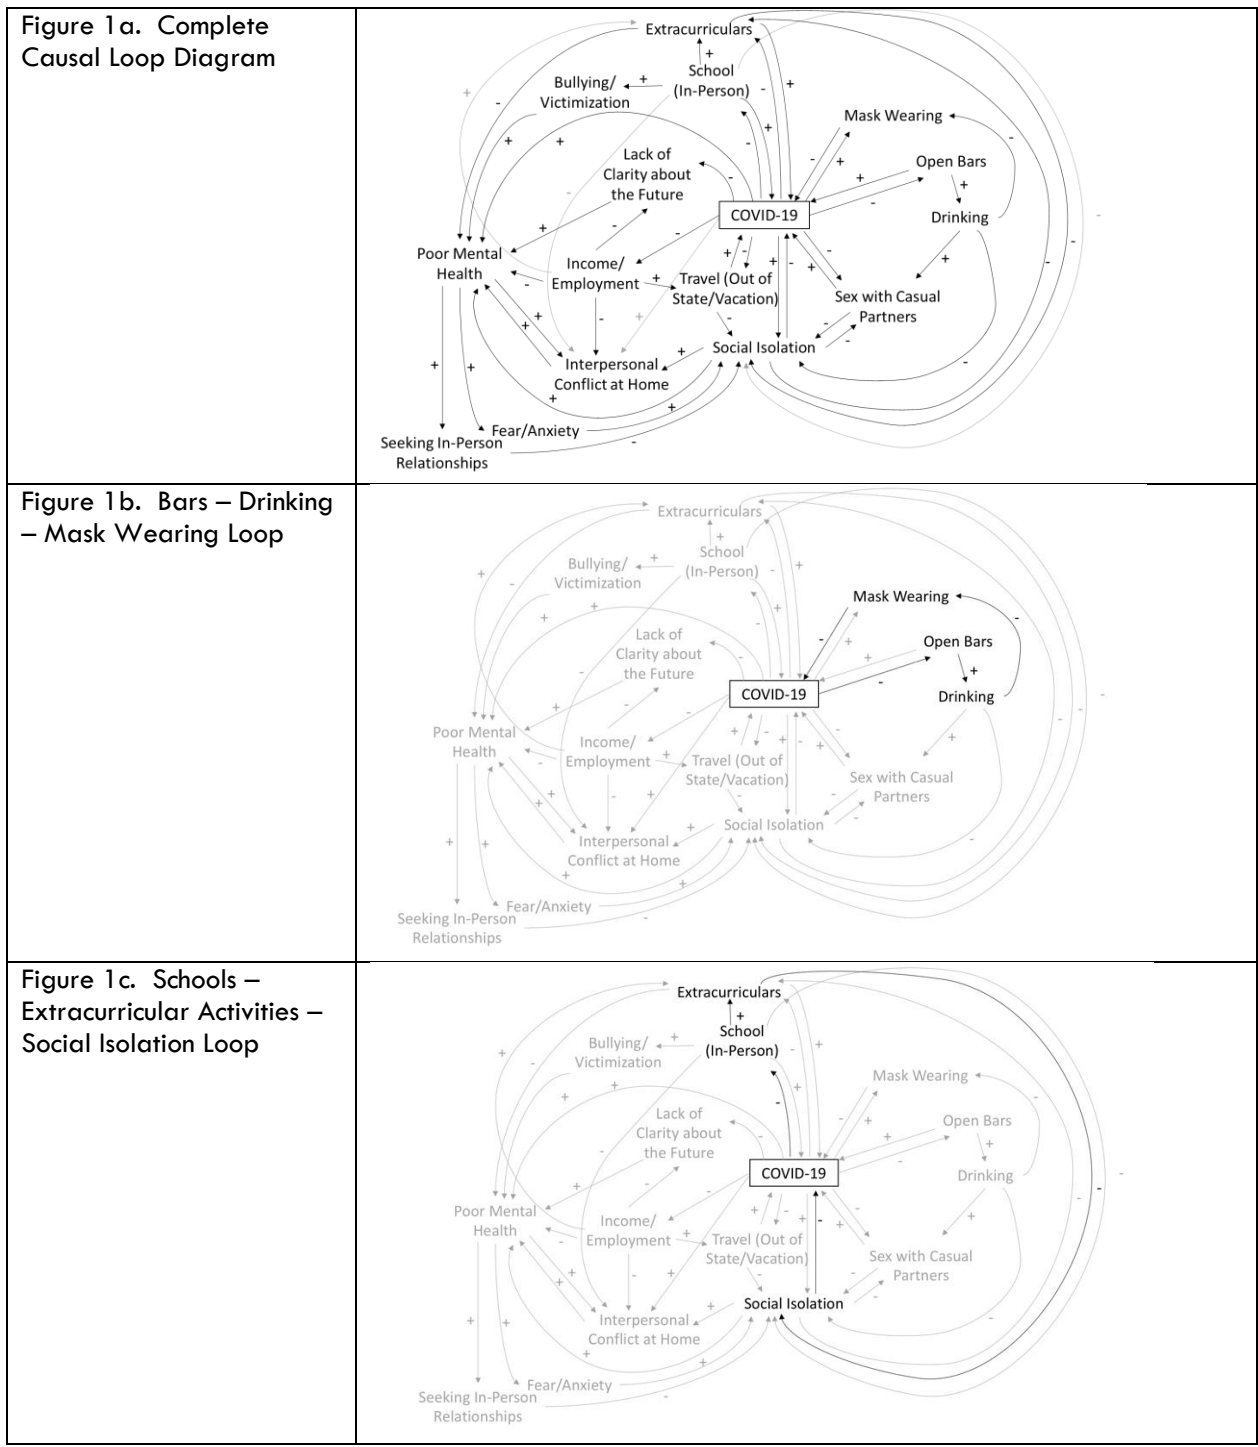 Figure 1a.  Complete
Causal Loop Diagram
Extracurriculars
+
School
(In-Person)
Bullying/
Victimization
+
-
+
+
-
+
-
+
+
-
Mask Wearing
-
+
-
Open Bars
+
-
+
Drinking
Lack of
Clarity about
the Future
-
COVID-19
-
+
-
-
+
Poor Mental
Health
-
Income/
Employment
+
-
+
Travel (Out of
State/Vacation)
+
-
+
-
-
+
Sex with Casual
Partners
-
-
-
-
-
Social Isolation
+
+
Interpersonal
Conflict at Home
+
+
+
+
+
Fear/Anxiety
-
Seeking In-Person
Relationships
Figure 1b.  Bars – Drinking
– Mask Wearing Loop
Extracurriculars
+
School
(In-Person)
Bullying/
Victimization
+
-
+
+
-
+
-
+
+
Mask Wearing
-
+
-
Open Bars
+
-
+
Drinking
Lack of
Clarity about
the Future
-
-
COVID-19
-
+
-
-
-
+
Poor Mental
Health
-
Income/
Employment
+
-
+
Travel (Out of
State/Vacation)
+
-
+
-
-
+
Sex with Casual
Partners
-
-
-
-
Social Isolation
+
+
Interpersonal
Conflict at Home
+
+
+
+
+
Fear/Anxiety
-
Seeking In-Person
Relationships
Figure 1c.  Schools –
Extracurricular Activities –
Social Isolation Loop
Extracurriculars
+
School
(In-Person)
Bullying/
Victimization
+
-
+
+
-
+
-
+
+
Mask Wearing
-
+
Open Bars
+
-
+
Drinking
Lack of
Clarity about
the Future
-
-
COVID-19
-
+
-
-
-
+
Poor Mental
Health
-
Income/
Employment
+
-
+
Travel (Out of
State/Vacation)
+
-
+
-
-
+
Sex with Casual
Partners
-
-
-
-
Social Isolation
+
+
Interpersonal
Conflict at Home
+
+
+
+
+
Fear/Anxiety
-
Seeking In-Person
Relationships